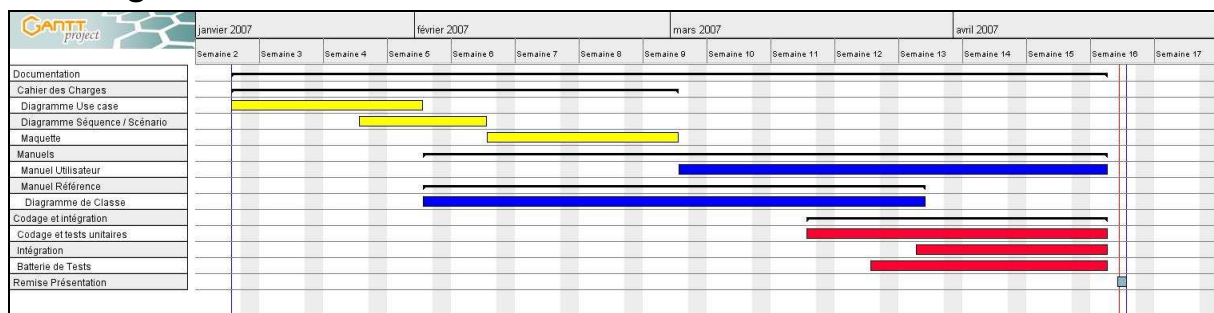 GANTT
project
janvier 2007 février 2007 mars 2007 avril 2007
Semaine 2 Semaine 3 Semaine 4 Semaine 5 Semaine 6 Semaine 7 Semaine 8 Semaine 9 Semaine 10 Semaine 11 Semaine 12 Semaine 13 Semaine 14 Semaine 15 Semaine 16 Semaine 17
Documentation
Cahier des Charges
Diagramme Use case
Diagramme Séquence / Scénario
Maquette
Manuels
Manuel Utilisateur
Manuel Référence
Diagramme de Classe
Codage et intégration
Codage et tests unitaires
Intégration
Batterie de Tests
Remise Présentation